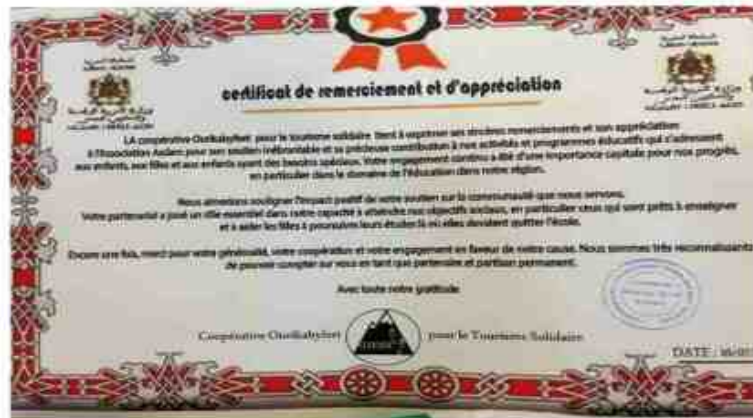 certificat de remerciement et d'appréciation
LA coopérative Ourikabyfeet pour le tourisme solidaire tient à exprimer ses sincères remerciements et son appréciation
à l'Association pour son soutien inébranlable et sa précieuse contribution à nos activités et programmes éducatifs qui s'adressent
aux enfants, aux filles et aux enfants ayant des besoins spéciaux. Votre engagement continu a été d'une importance capitale pour nos progrès,
en particulier dans le domaine de l'éducation dans notre région.
Nous aimerions souligner l'impact positif de votre soutien sur la communauté que nous servons.
Votre partenariat a joué un rôle essentiel dans notre capacité à atteindre nos objectifs sociaux, en particulier ceux qui sont prêts à enseigner
et à aider les filles à poursuivre leurs études là où elles devaient quitter l'école.
Encore une fois, merci pour votre générosité, votre coopération et votre engagement en faveur de notre cause. Nous sommes très reconnaissants
de pouvoir compter sur vous en tant que partenaire et partisan permanent.
Avec toute notre gratitude
Coopérative Ourikabyfeet pour le Tourisme Solidaire
DATE :